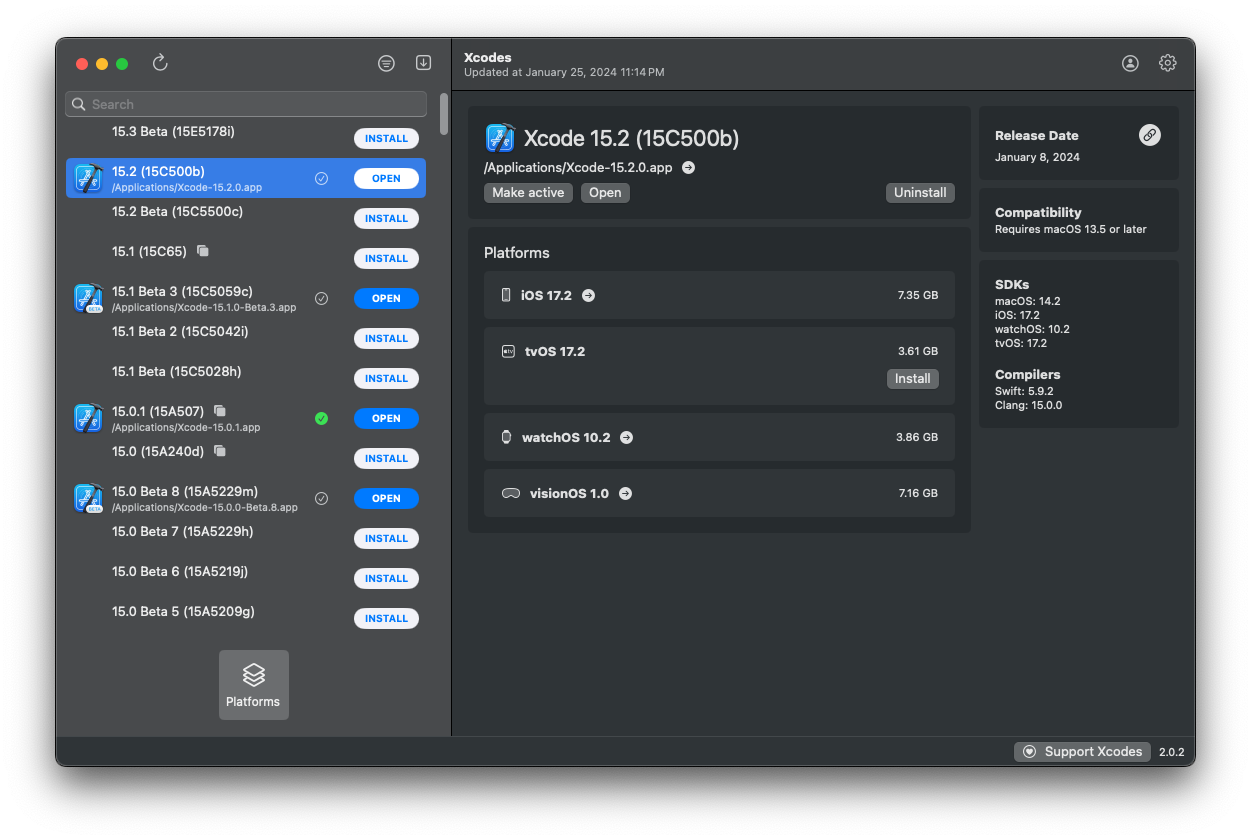 Xcodes
Updated at January 25, 2024 11:14 PM
Search
15.3 Beta (15E5178i)
INSTALL
15.2 (15C500b)
/Applications/Xcode-15.2.0.app
OPEN
15.2 Beta (15C5500c)
INSTALL
15.1 (15C65)
INSTALL
15.1 Beta 3 (15C5059c)
/Applications/Xcode-15.1.0-Beta.3.app
BETA
OPEN
15.1 Beta 2 (15C5042i)
INSTALL
15.1 Beta (15C5028h)
INSTALL
15.0.1 (15A507)
/Applications/Xcode-15.0.1.app
OPEN
15.0 (15A240d)
INSTALL
15.0 Beta 8 (15A5229m)
/Applications/Xcode-15.0.0-Beta.8.app
BETA
OPEN
15.0 Beta 7 (15A5229h)
INSTALL
15.0 Beta 6 (15A5219j)
INSTALL
15.0 Beta 5 (15A5209g)
INSTALL
Platforms
Xcode 15.2 (15C500b)
/Applications/Xcode-15.2.0.app
Make active
Open
Uninstall
Platforms
iOS 17.2
7.35 GB
tv
tvOS 17.2
3.61 GB
Install
watchOS 10.2
3.86 GB
visionOS 1.0
7.16 GB
Release Date
January 8, 2024
Compatibility
Requires macOS 13.5 or later
SDKs
macOS: 14.2
iOS: 17.2
watchOS: 10.2
tvOS: 17.2
Compilers
Swift: 5.9.2
Clang: 15.0.0
Support Xcodes
2.0.2